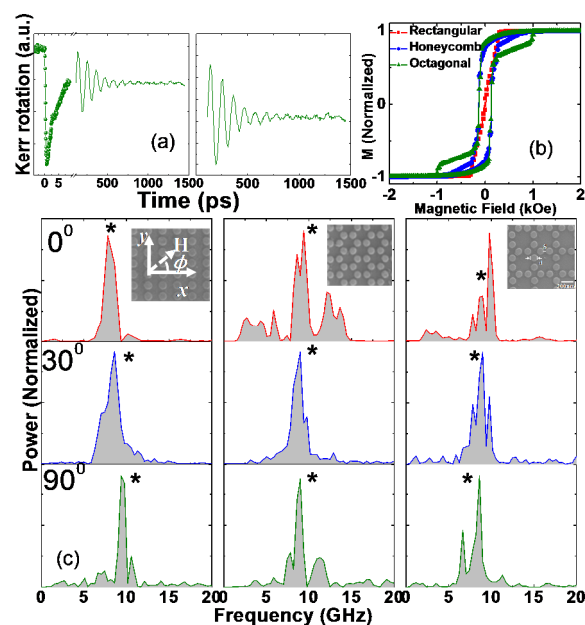 Kerr rotation (a.u.)
(a)
0 5
500 1000 1500
500 1000 1500
Time (ps)
M (Normalized)
1
0
-1
Rectangular
Honeycomb
Octagonal
(b)
-2 -1 0 1 2
Magnetic Field (kOe)
Power (Normalized)
0⁰
*
y
H
ϕ
x
*
*
200nm
30⁰
*
*
*
90⁰
*
*
*
(c)
0 5 10 15 20
0 5 10 15 20
0 5 10 15 20
Frequency (GHz)